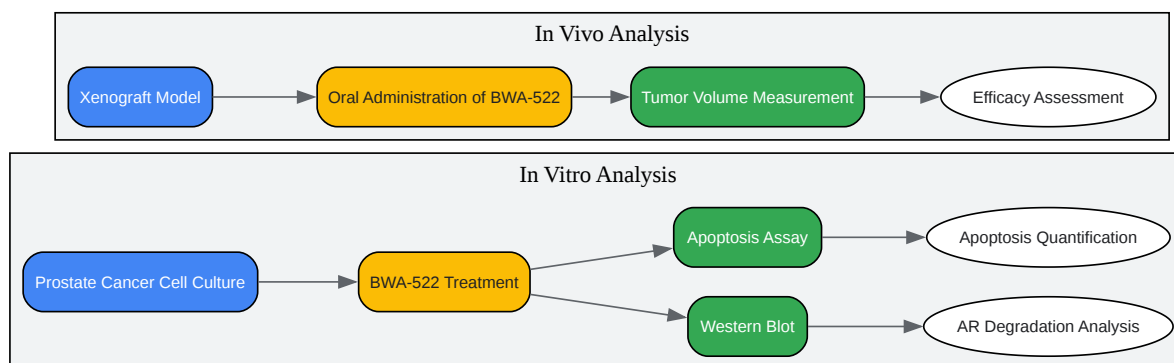 In Vivo Analysis
Xenograft Model
Oral Administration of BWA-522
Tumor Volume Measurement
Efficacy Assessment
In Vitro Analysis
Prostate Cancer Cell Culture
BWA-522 Treatment
Apoptosis Assay
Apoptosis Quantification
Western Blot
AR Degradation Analysis